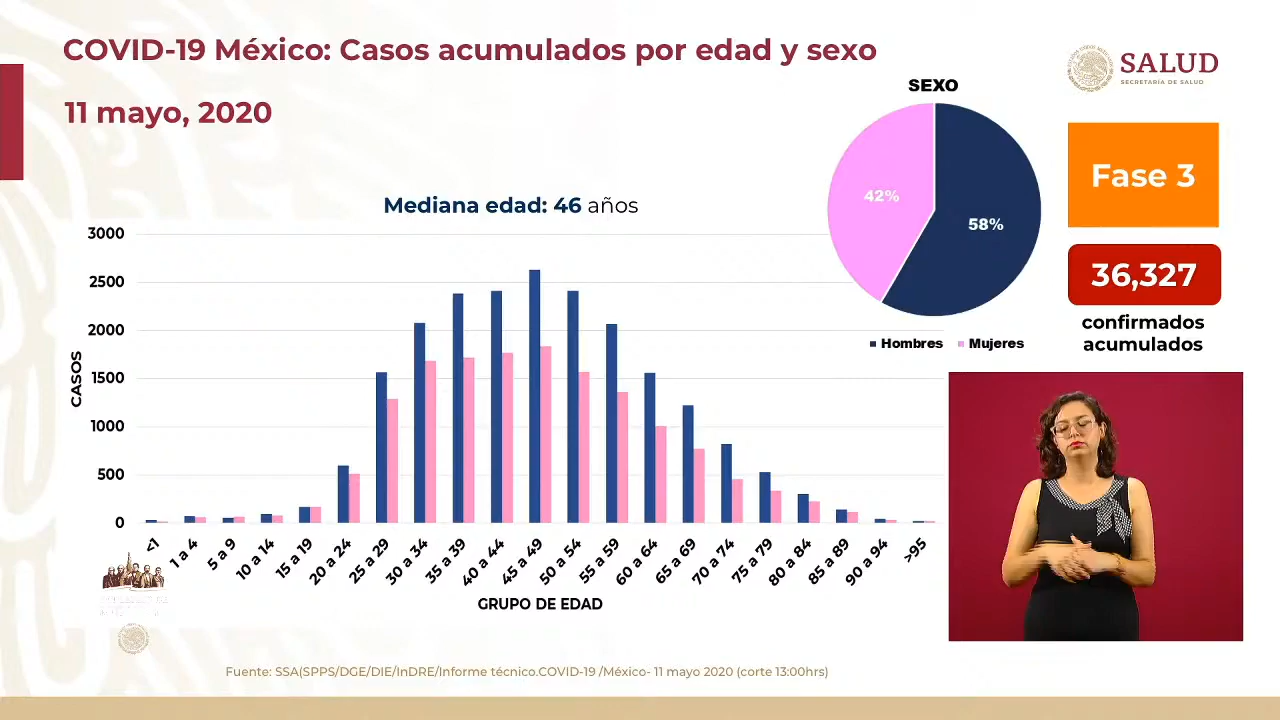 COVID-19 México: Casos acumulados por edad y sexo
11 mayo, 2020
SALUD
SECRETARÍA DE SALUD
SEXO
42%
58%
Hombres
Mujeres
Fase 3
36,327
confirmados
acumulados
Mediana edad: 46 años
CASOS
3000
2500
2000
1500
1000
500
0
<1
1 a 4
5 a 9
10 a 14
15 a 19
20 a 24
25 a 29
30 a 34
35 a 39
40 a 44
45 a 49
50 a 54
55 a 59
60 a 64
65 a 69
70 a 74
75 a 79
80 a 84
85 a 89
90 a 94
>95
GRUPO DE EDAD
Fuente: SSA(SPPS/DGE/DIE/InDRE/Informe técnico.COVID-19 /México- 11 mayo 2020 (corte 13:00hrs)